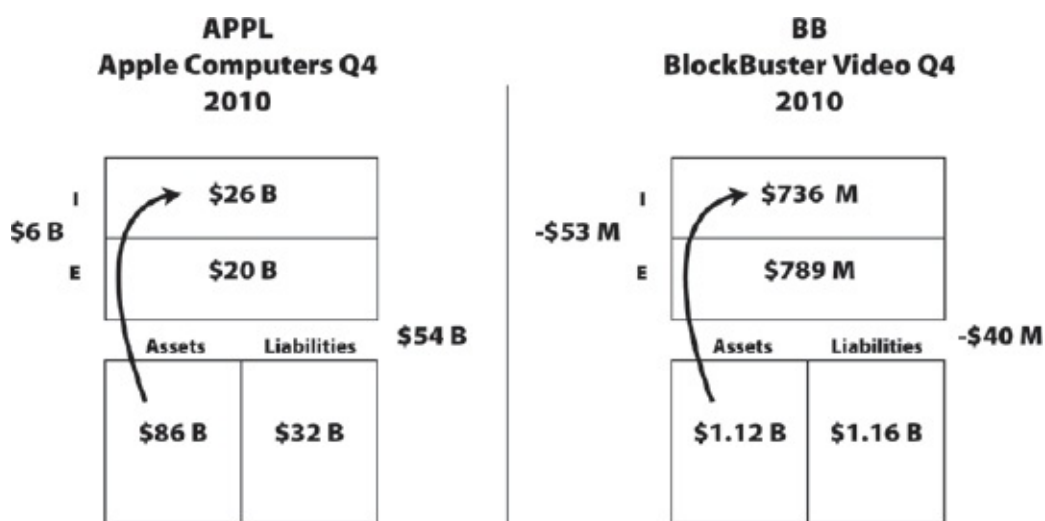 APPL
Apple Computers Q4
2010
I
$26 B
$6 B
E
$20 B
$54 B
Assets
Liabilities
$86 B
$32 B
BB
BlockBuster Video Q4
2010
I
$736 M
-$53 M
E
$789 M
-$40 M
Assets
Liabilities
$1.12 B
$1.16 B